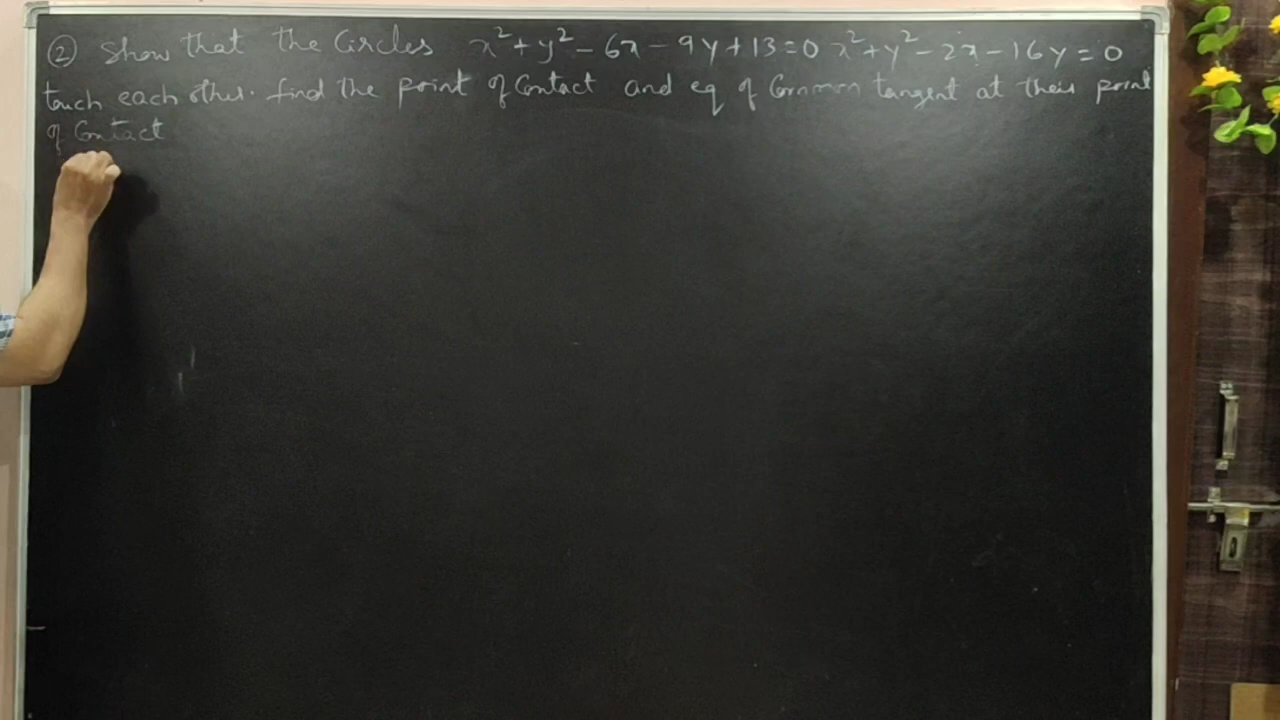 ② Show that the Circles x²+y²-6x-9y+13=0 x²+y²-2x-16y=0
touch each other. find the point of Contact and eq of Common tangent at their point
of Contact